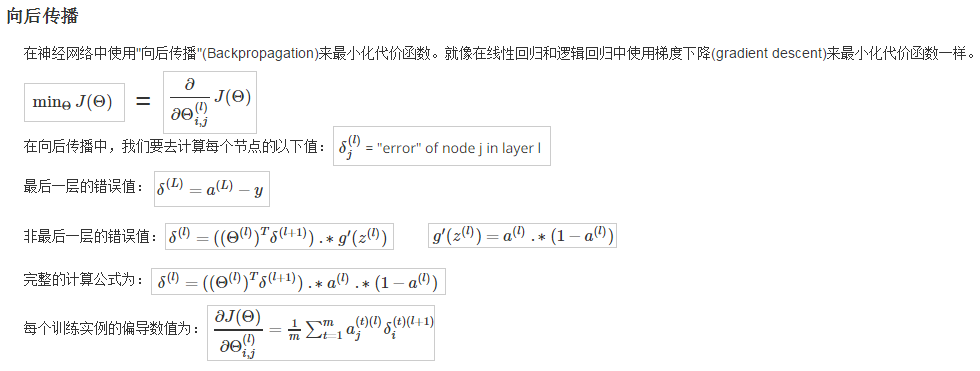 向后传播
在神经网络中使用"向后传播"(Backpropagation)来最小化代价函数。就像在线性回归和逻辑回归中使用梯度下降(gradient descent)来最小化代价函数一样。
$\min_\Theta J(\Theta)$ = $\dfrac{\partial}{\partial \Theta_{i,j}^{(l)}} J(\Theta)$
在向后传播中，我们要去计算每个节点的以下值： $\delta_j^{(l)}$ = "error" of node j in layer l
最后一层的错误值： $\delta^{(L)} = a^{(L)} - y$
非最后一层的错误值： $\delta^{(l)} = ((\Theta^{(l)})^T \delta^{(l+1)}) .* g'(z^{(l)})$ $g'(z^{(l)}) = a^{(l)} .* (1 - a^{(l)})$
完整的计算公式为： $\delta^{(l)} = ((\Theta^{(l)})^T \delta^{(l+1)}) .* a^{(l)} .* (1 - a^{(l)})$
每个训练实例的偏导数值为： $\dfrac{\partial J(\Theta)}{\partial \Theta_{i,j}^{(l)}} = \frac{1}{m} \sum_{t=1}^{m} a_j^{(t)(l)} \delta_i^{(t)(l+1)}$